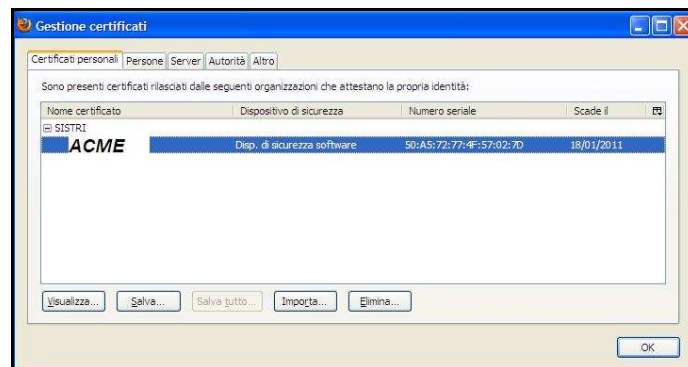 Gestione certificati
Certificati personali Persone Server Autorità Altro
Sono presenti certificati rilasciati dalle seguenti organizzazioni che attestano la propria identità:
Nome certificato Dispositivo di sicurezza Numero seriale Scade il
SISTRI
ACME Disp. di sicurezza software 50:A5:72:77:4F:57:02:7D 18/01/2011
Visualizza... Salva... Salva tutto... Importa... Elimina...
OK